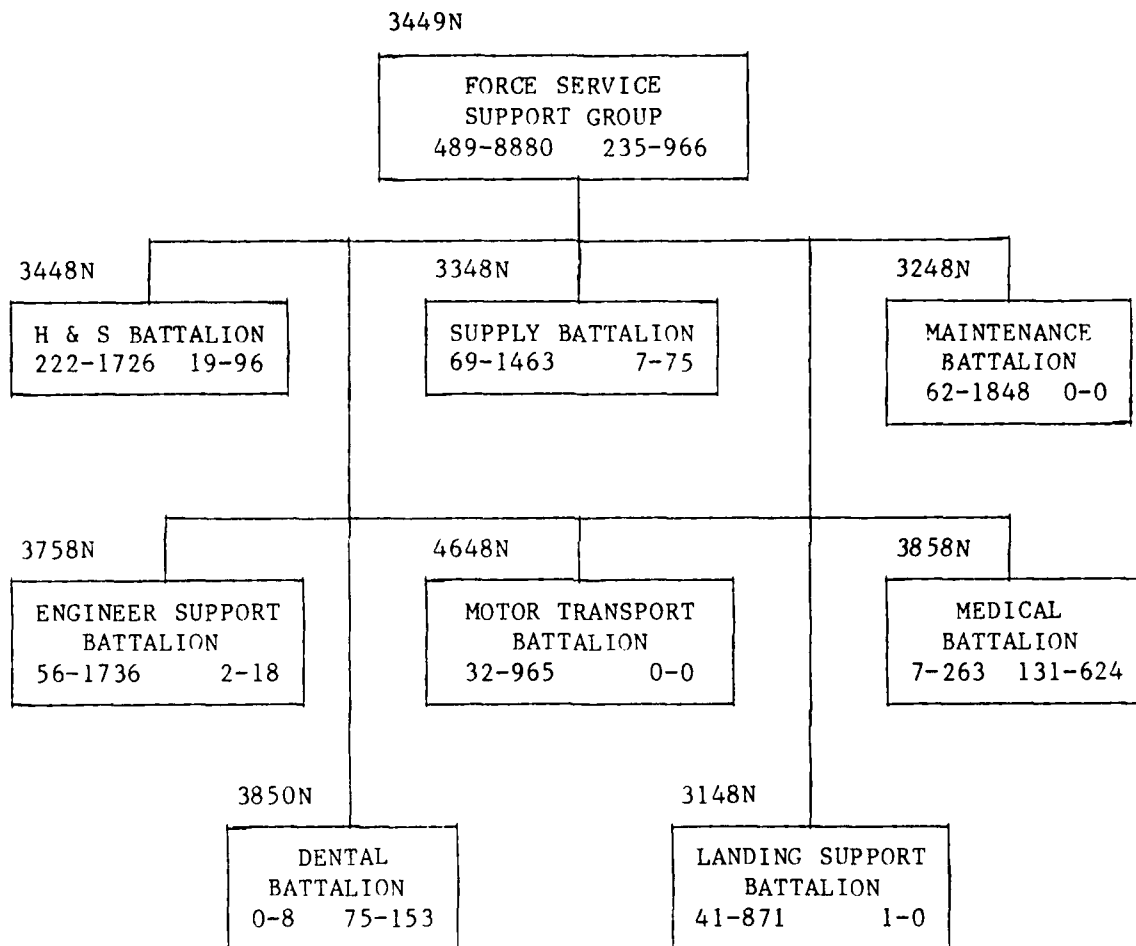 3449N
FORCE SERVICE
SUPPORT GROUP
489-8880 235-966
3448N
H & S BATTALION
222-1726 19-96
3348N
SUPPLY BATTALION
69-1463 7-75
3248N
MAINTENANCE
BATTALION
62-1848 0-0
3758N
ENGINEER SUPPORT
BATTALION
56-1736 2-18
4648N
MOTOR TRANSPORT
BATTALION
32-965 0-0
3858N
MEDICAL
BATTALION
7-263 131-624
3850N
DENTAL
BATTALION
0-8 75-153
3148N
LANDING SUPPORT
BATTALION
41-871 1-0